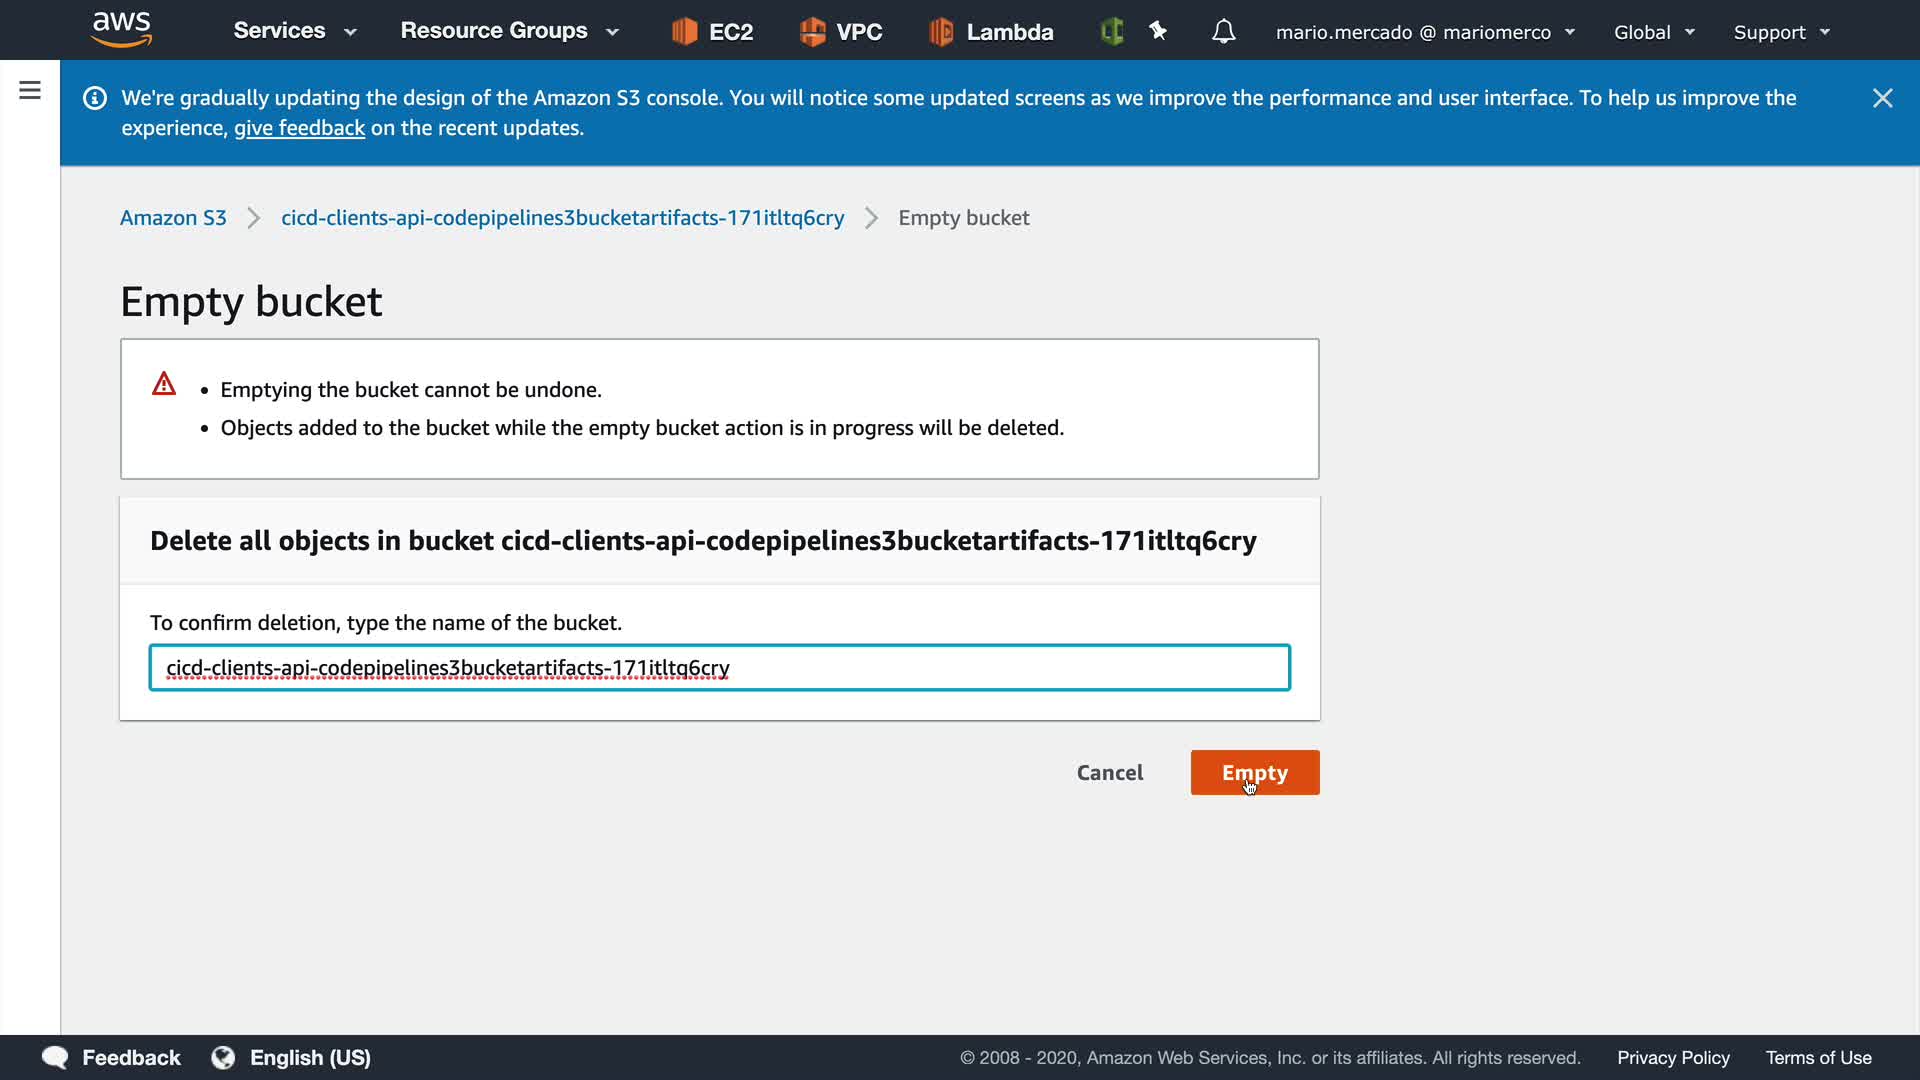 aws Services Resource Groups EC2 VPC Lambda mario.mercado @ mariomerco Global Support
We're gradually updating the design of the Amazon S3 console. You will notice some updated screens as we improve the performance and user interface. To help us improve the
experience, give feedback on the recent updates.
Amazon S3 cicd-clients-api-codepipelines3bucketartifacts-171itltq6cry Empty bucket
Empty bucket
• Emptying the bucket cannot be undone.
• Objects added to the bucket while the empty bucket action is in progress will be deleted.
Delete all objects in bucket cicd-clients-api-codepipelines3bucketartifacts-171itltq6cry
To confirm deletion, type the name of the bucket.
cicd-clients-api-codepipelines3bucketartifacts-171itltq6cry
Cancel Empty
Feedback English (US) © 2008 - 2020, Amazon Web Services, Inc. or its affiliates. All rights reserved. Privacy Policy Terms of Use